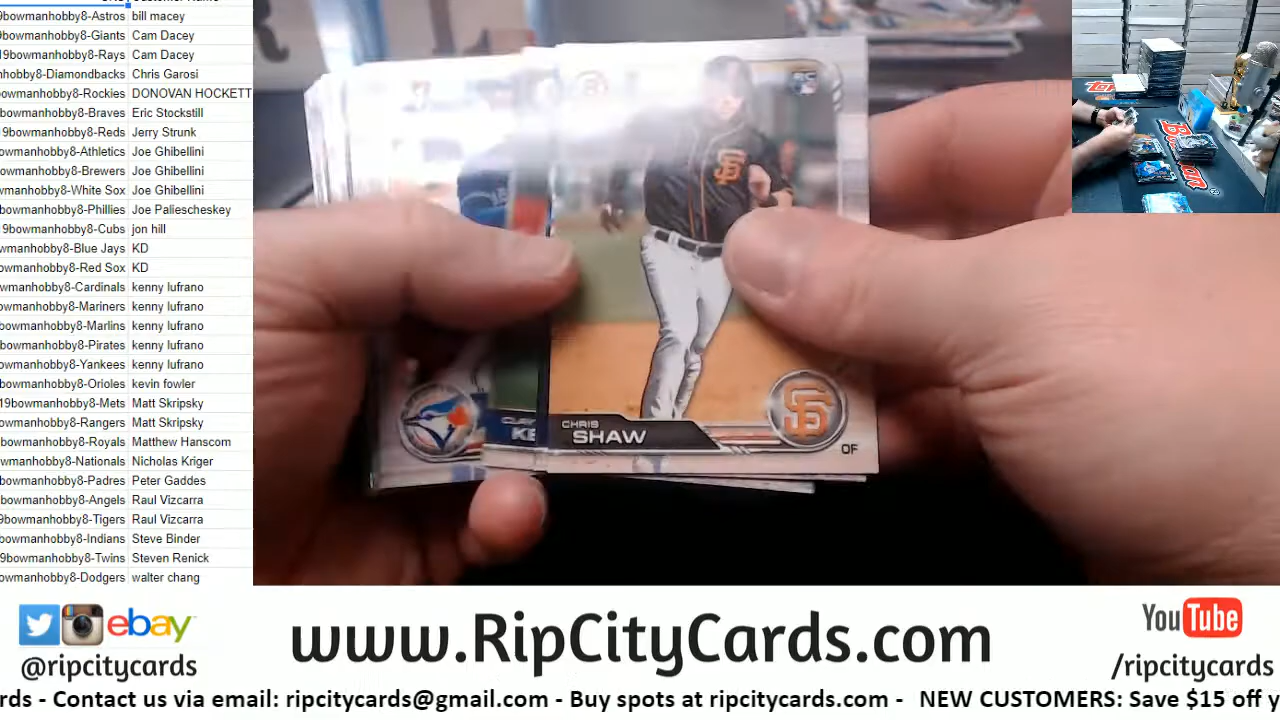 9bowmanhobby8-Astros bill macey
9bowmanhobby8-Giants Cam Dacey
19bowmanhobby8-Rays Cam Dacey
nhobby8-Diamondbacks Chris Garosi
owmanhobby8-Rockies DONOVAN HOCKETT
owmanhobby8-Braves Eric Stockstill
9bowmanhobby8-Reds Jerry Strunk
owmanhobby8-Athletics Joe Ghibellini
owmanhobby8-Brewers Joe Ghibellini
wmanhobby8-White Sox Joe Ghibellini
owmanhobby8-Phillies Joe Paliescheskey
9bowmanhobby8-Cubs jon hill
wmanhobby8-Blue Jays KD
owmanhobby8-Red Sox KD
owmanhobby8-Cardinals kenny lufrano
owmanhobby8-Mariners kenny lufrano
bowmanhobby8-Marlins kenny lufrano
bowmanhobby8-Pirates kenny lufrano
owmanhobby8-Yankees kenny lufrano
bowmanhobby8-Orioles kevin fowler
19bowmanhobby8-Mets Matt Skripsky
owmanhobby8-Rangers Matt Skripsky
bowmanhobby8-Royals Matthew Hanscom
owmanhobby8-Nationals Nicholas Kriger
bowmanhobby8-Padres Peter Gaddes
bowmanhobby8-Angels Raul Vizcarra
9bowmanhobby8-Tigers Raul Vizcarra
bowmanhobby8-Indians Steve Binder
9bowmanhobby8-Twins Steven Renick
owmanhobby8-Dodgers walter chang
RC
SF
CHRIS
SHAW
SF
OF
KE
Bowman
ebay
@ripcitycards
www.RipCityCards.com
YouTube
/ripcitycards
rds - Contact us via email: ripcitycards@gmail.com - Buy spots at ripcitycards.com - NEW CUSTOMERS: Save $15 off y